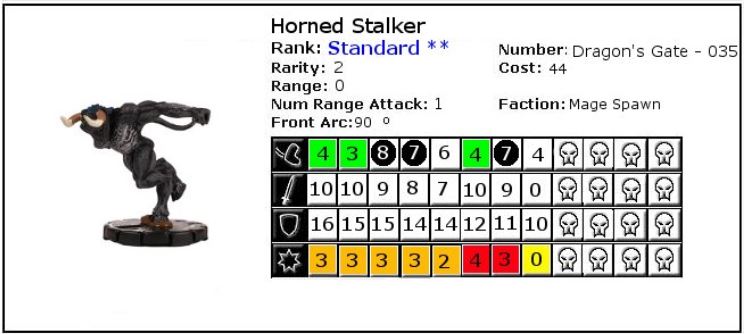 Horned Stalker
Rank: Standard **
Number: Dragon's Gate - 035
Rarity: 2
Cost: 44
Range: 0
Num Range Attack: 1
Faction: Mage Spawn
Front Arc:90 º
4 3 8 7 6 4 7 4
10 10 9 8 7 10 9 0
16 15 15 14 14 12 11 10
3 3 3 3 2 4 3 0